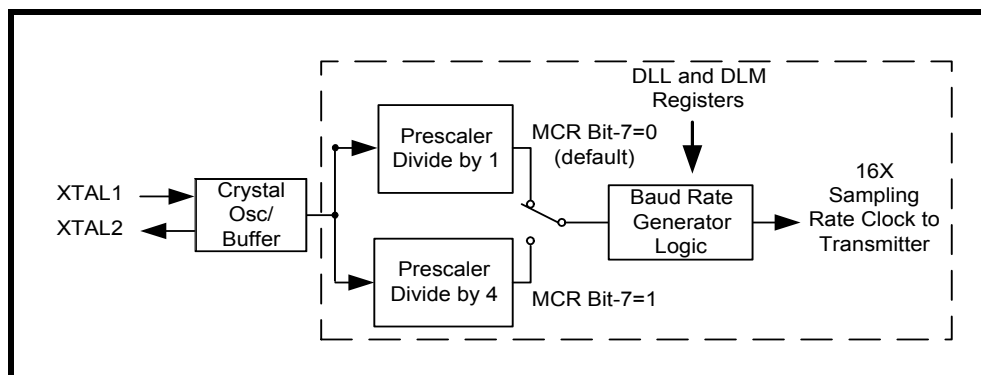 DLL and DLM
Registers
Prescaler
Divide by 1
MCR Bit-7=0
(default)
XTAL1
XTAL2
Crystal
Osc/
Buffer
Baud Rate
Generator
Logic
16X
Sampling
Rate Clock to
Transmitter
Prescaler
Divide by 4
MCR Bit-7=1